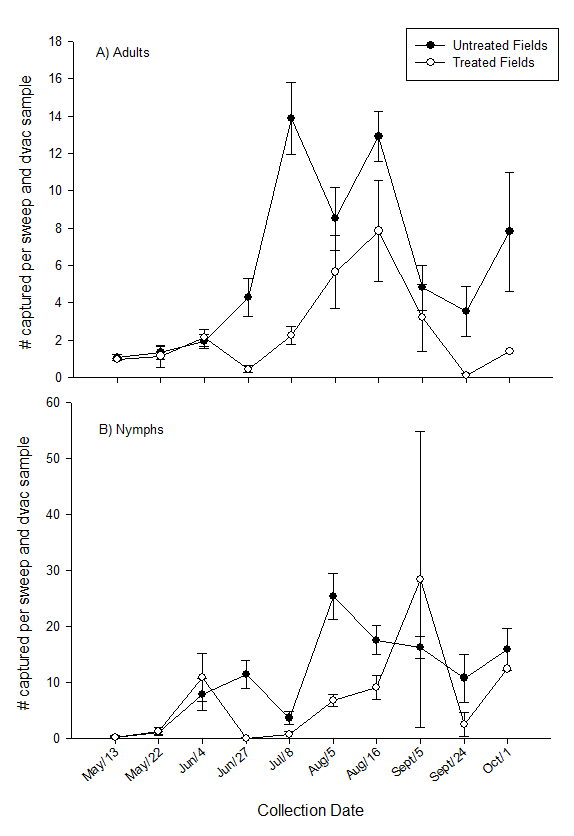 Untreated Fields
Treated Fields
A) Adults
# captured per sweep and dvac sample
18
16
14
12
10
8
6
4
2
0
B) Nymphs
# captured per sweep and dvac sample
60
50
40
30
20
10
0
May/13
May/22
Jun/4
Jun/27
Jul/8
Aug/5
Aug/16
Sept/5
Sept/24
Oct/1
Collection Date